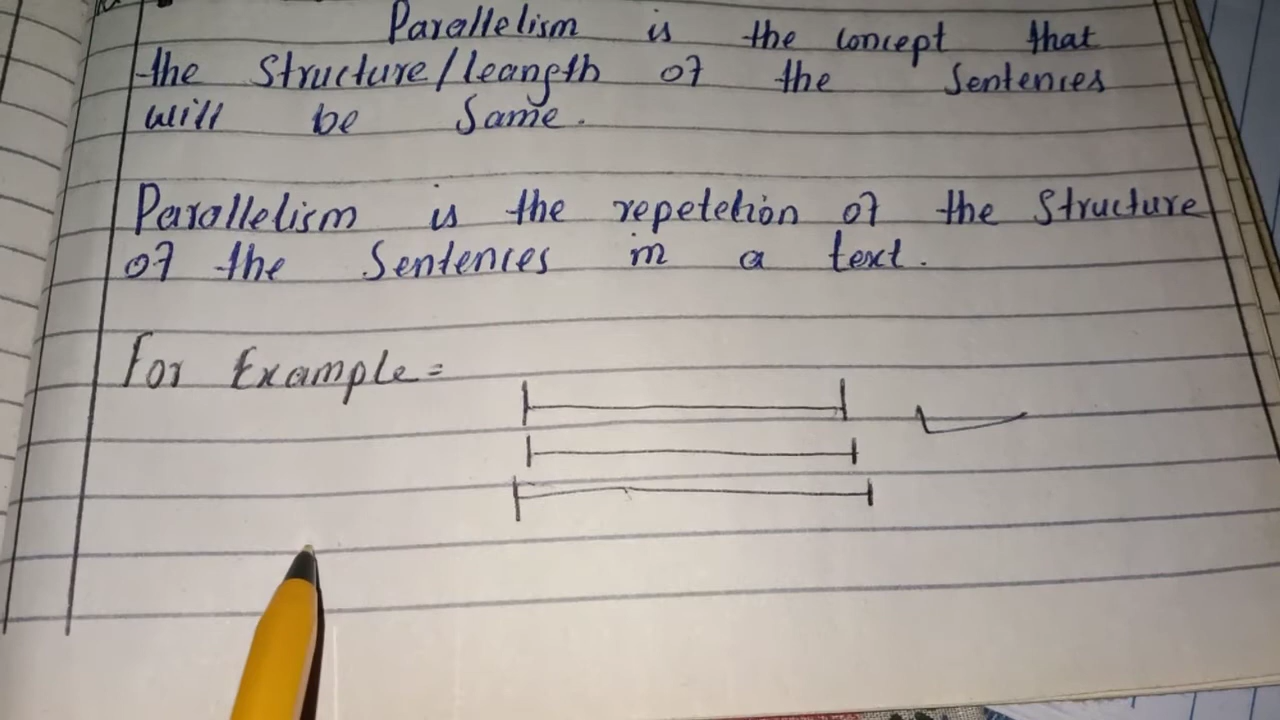 Parallelism is the concept that
the structure/leangth of the sentences
will be same.
Parallelism is the repetetion of the structure
of the sentences in a text.
For Example=